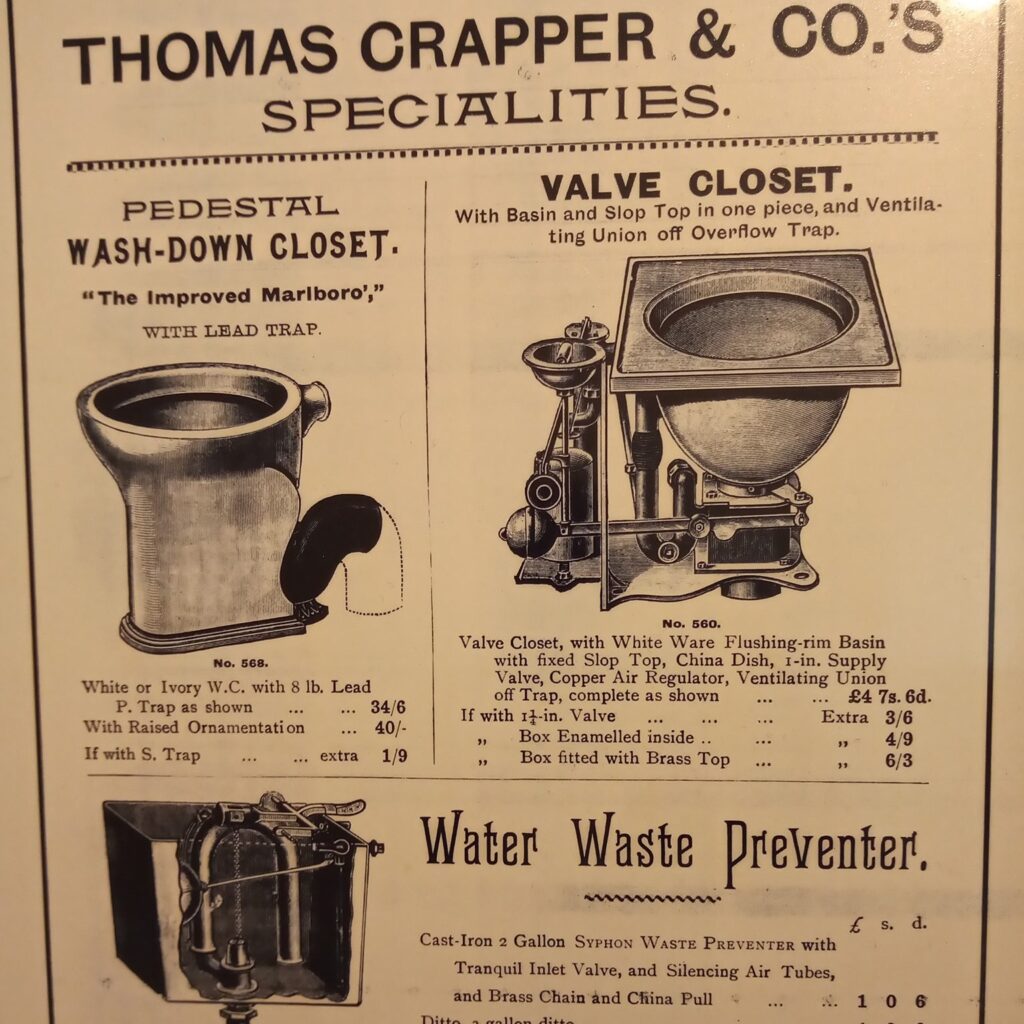 THOMAS CRAPPER & CO.'S
SPECIALITIES.
PEDESTAL
WASH-DOWN CLOSET.
"The Improved Marlboro',"
WITH LEAD TRAP.
No. 568.
White or Ivory W.C. with 8 lb. Lead
P. Trap as shown ... ... 34/6
With Raised Ornamentation ... 40/-
If with S. Trap ... ... extra 1/9
VALVE CLOSET.
With Basin and Slop Top in one piece, and Ventila-
ting Union off Overflow Trap.
No. 560.
Valve Closet, with White Ware Flushing-rim Basin
with fixed Slop Top, China Dish, 1-in. Supply
Valve, Copper Air Regulator, Ventilating Union
off Trap, complete as shown ... ... £4 7s. 6d.
If with 1¼-in. Valve ... ... ... Extra 3/6
„ Box Enamelled inside .. ... „ 4/9
„ Box fitted with Brass Top ... „ 6/3
Water Waste Preventer.
£ s. d.
Cast-Iron 2 Gallon SYPHON WASTE PREVENTER with
Tranquil Inlet Valve, and Silencing Air Tubes,
and Brass Chain and China Pull ... ... 1 0 6